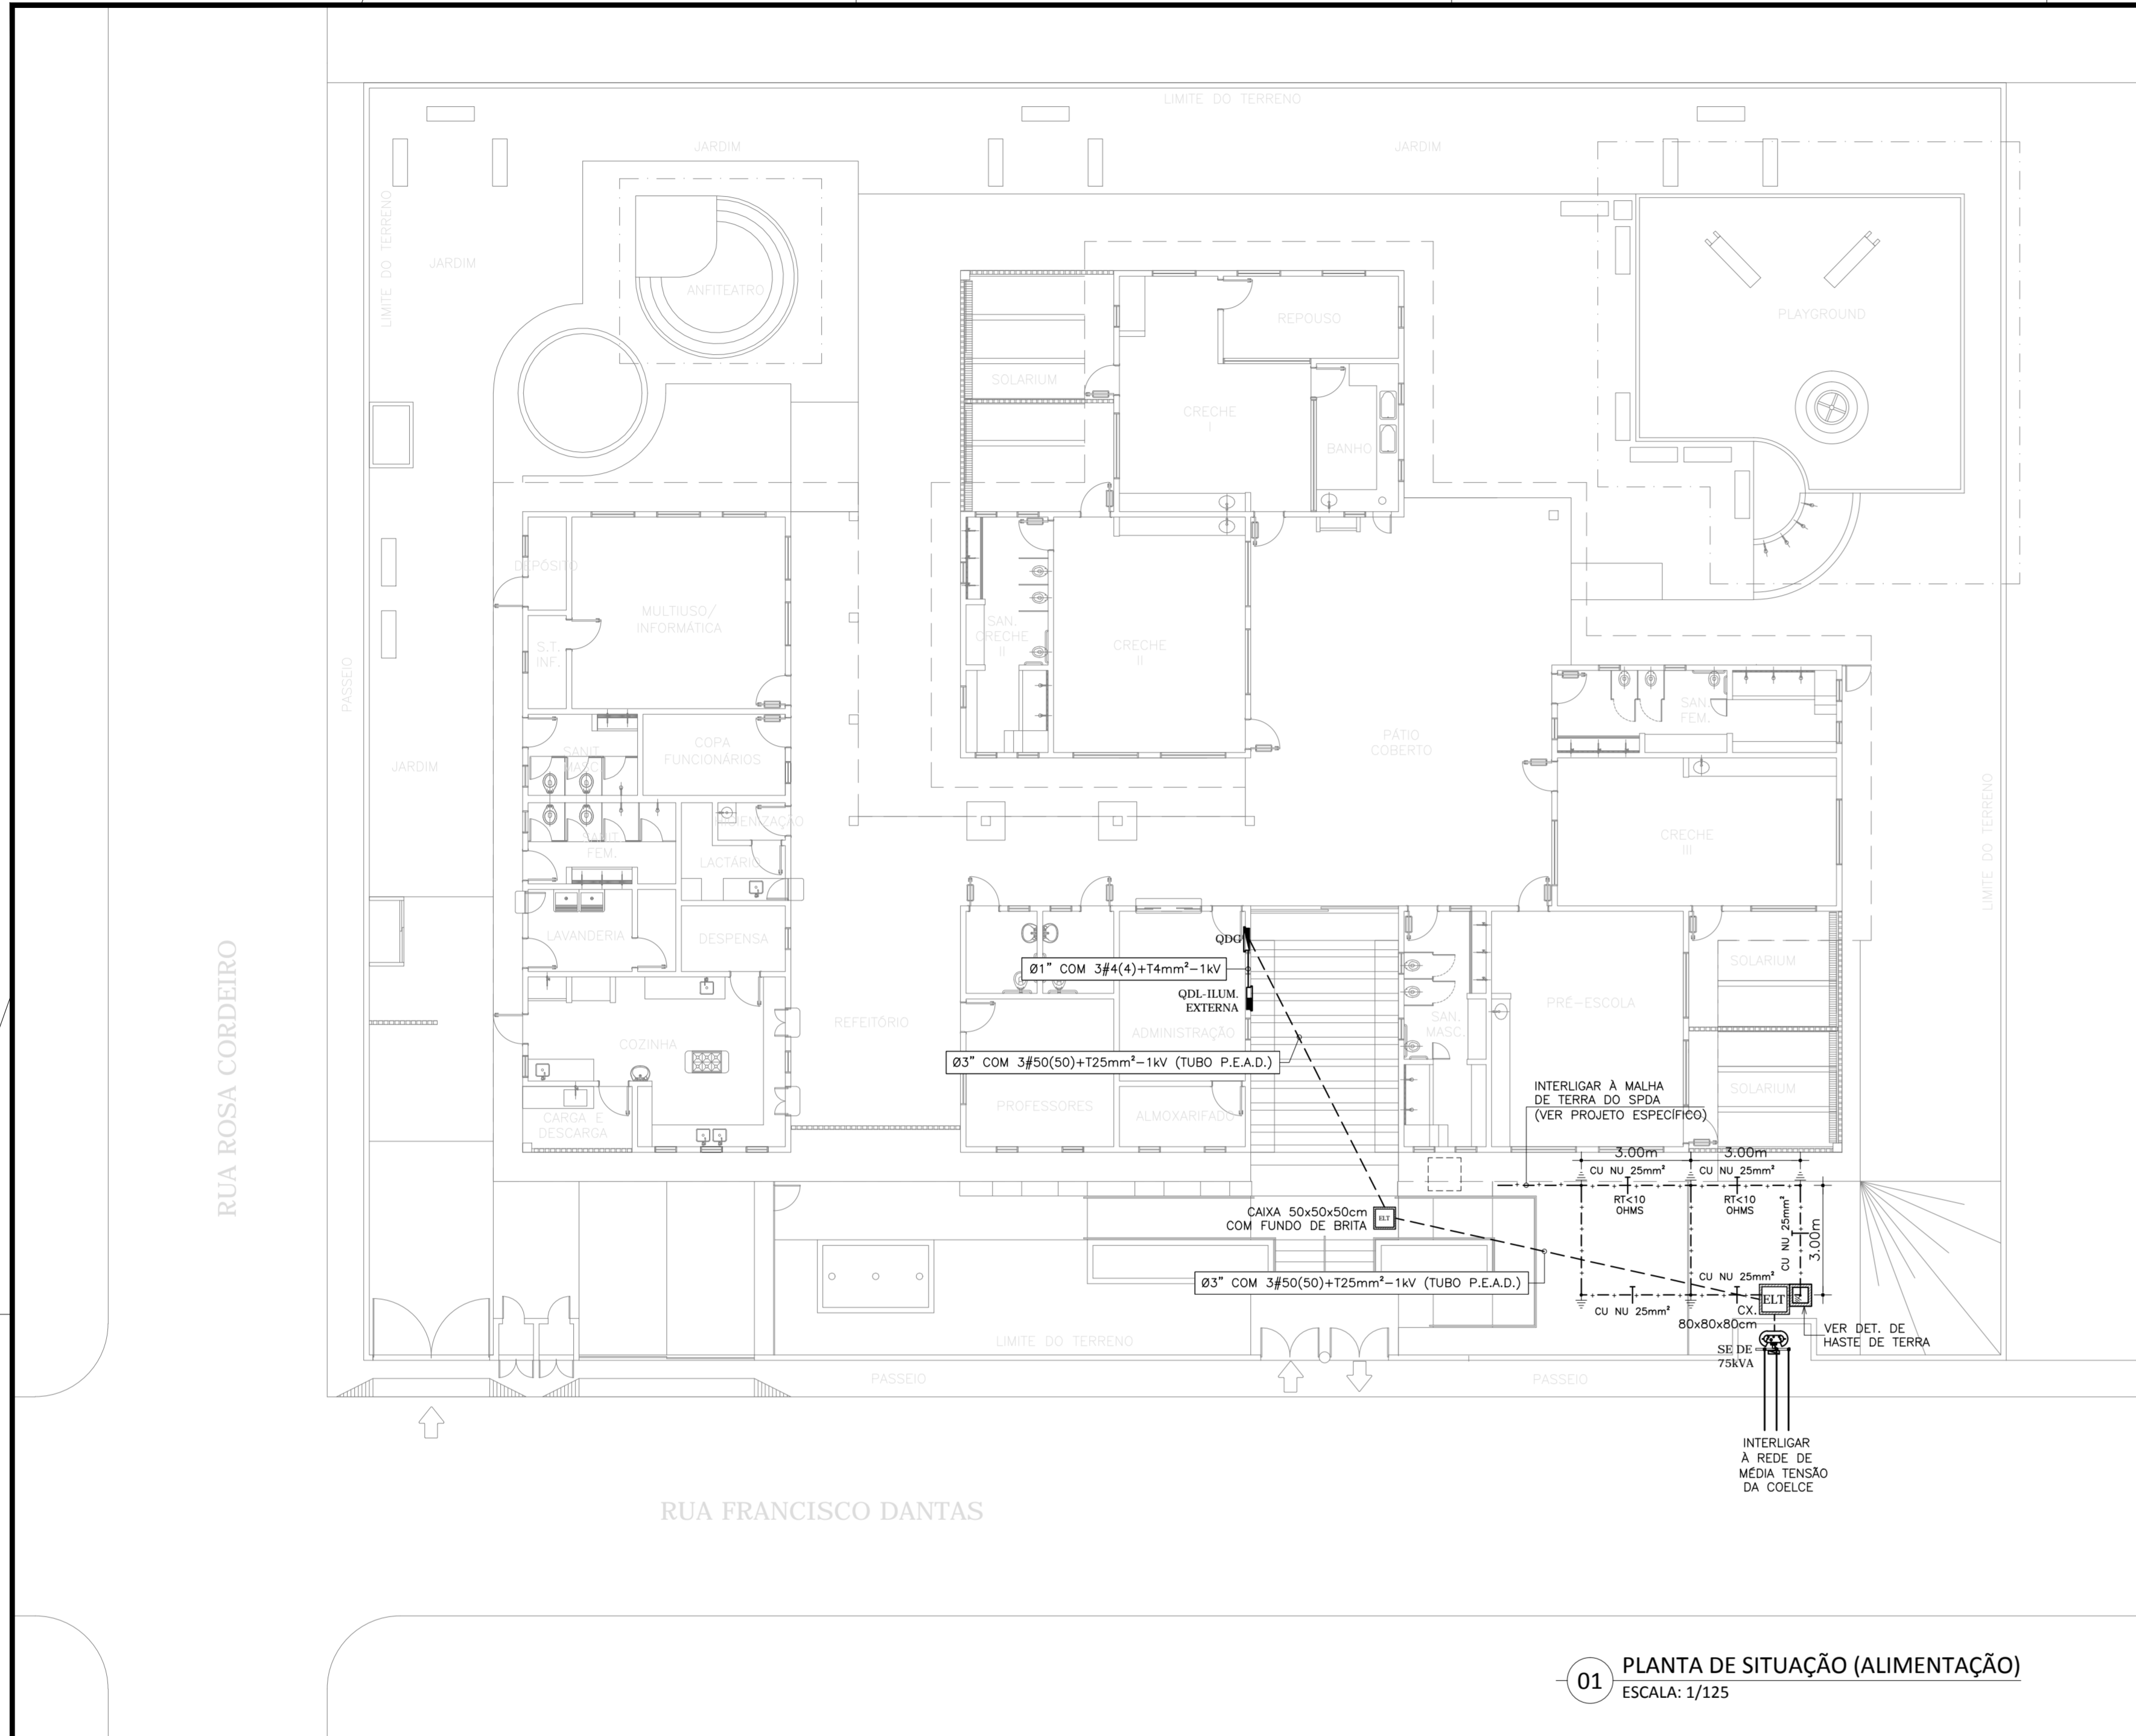 LIMITE DO TERRENO
JARDIM
JARDIM
LIMITE DO TERRENO
JARDIM
ANFITEATRO
REPOUSO
PLAYGROUND
SOLARIUM
CRECHE
I
BANHO
DEPÓSITO
MULTIUSO/
INFORMÁTICA
S.T.
INF.
SAN.
CRECHE
II
CRECHE
II
PASSEIO
SAN.
FEM.
COPA
FUNCIONÁRIOS
SANIT.
MASC.
PÁTIO
COBERTO
JARDIM
LIMITE DO TERRENO
FEM.
LACTÁRIO
CRECHE
III
LAVANDERIA
DESPENSA
QDG
Ø1" COM 3#4(4)+T4mm²-1kV
QDL-ILUM.
EXTERNA
SOLARIUM
PRÉ-ESCOLA
REFEITÓRIO
ADMINISTRAÇÃO
SAN.
MASC.
COZINHA
Ø3" COM 3#50(50)+T25mm²-1kV (TUBO P.E.A.D.)
RUA ROSA CORDEIRO
INTERLIGAR À MALHA
DE TERRA DO SPDA
(VER PROJETO ESPECÍFICO)
SOLARIUM
PROFESSORES
ALMOXARIFADO
CARGA E
DESCARGA
3.00m
3.00m
CU NU 25mm²
CU NU 25mm²
RT<10
OHMS
RT<10
OHMS
CU NU 25mm²
3.00m
CAIXA 50x50x50cm
COM FUNDO DE BRITA
ELT
Ø3" COM 3#50(50)+T25mm²-1kV (TUBO P.E.A.D.)
CU NU 25mm²
CU NU 25mm²
ELT
CX.
80x80x80cm
VER DET. DE
HASTE DE TERRA
SE DE
75kVA
LIMITE DO TERRENO
PASSEIO
PASSEIO
INTERLIGAR
À REDE DE
MÉDIA TENSÃO
DA COELCE
RUA FRANCISCO DANTAS
01
PLANTA DE SITUAÇÃO (ALIMENTAÇÃO)
ESCALA: 1/125